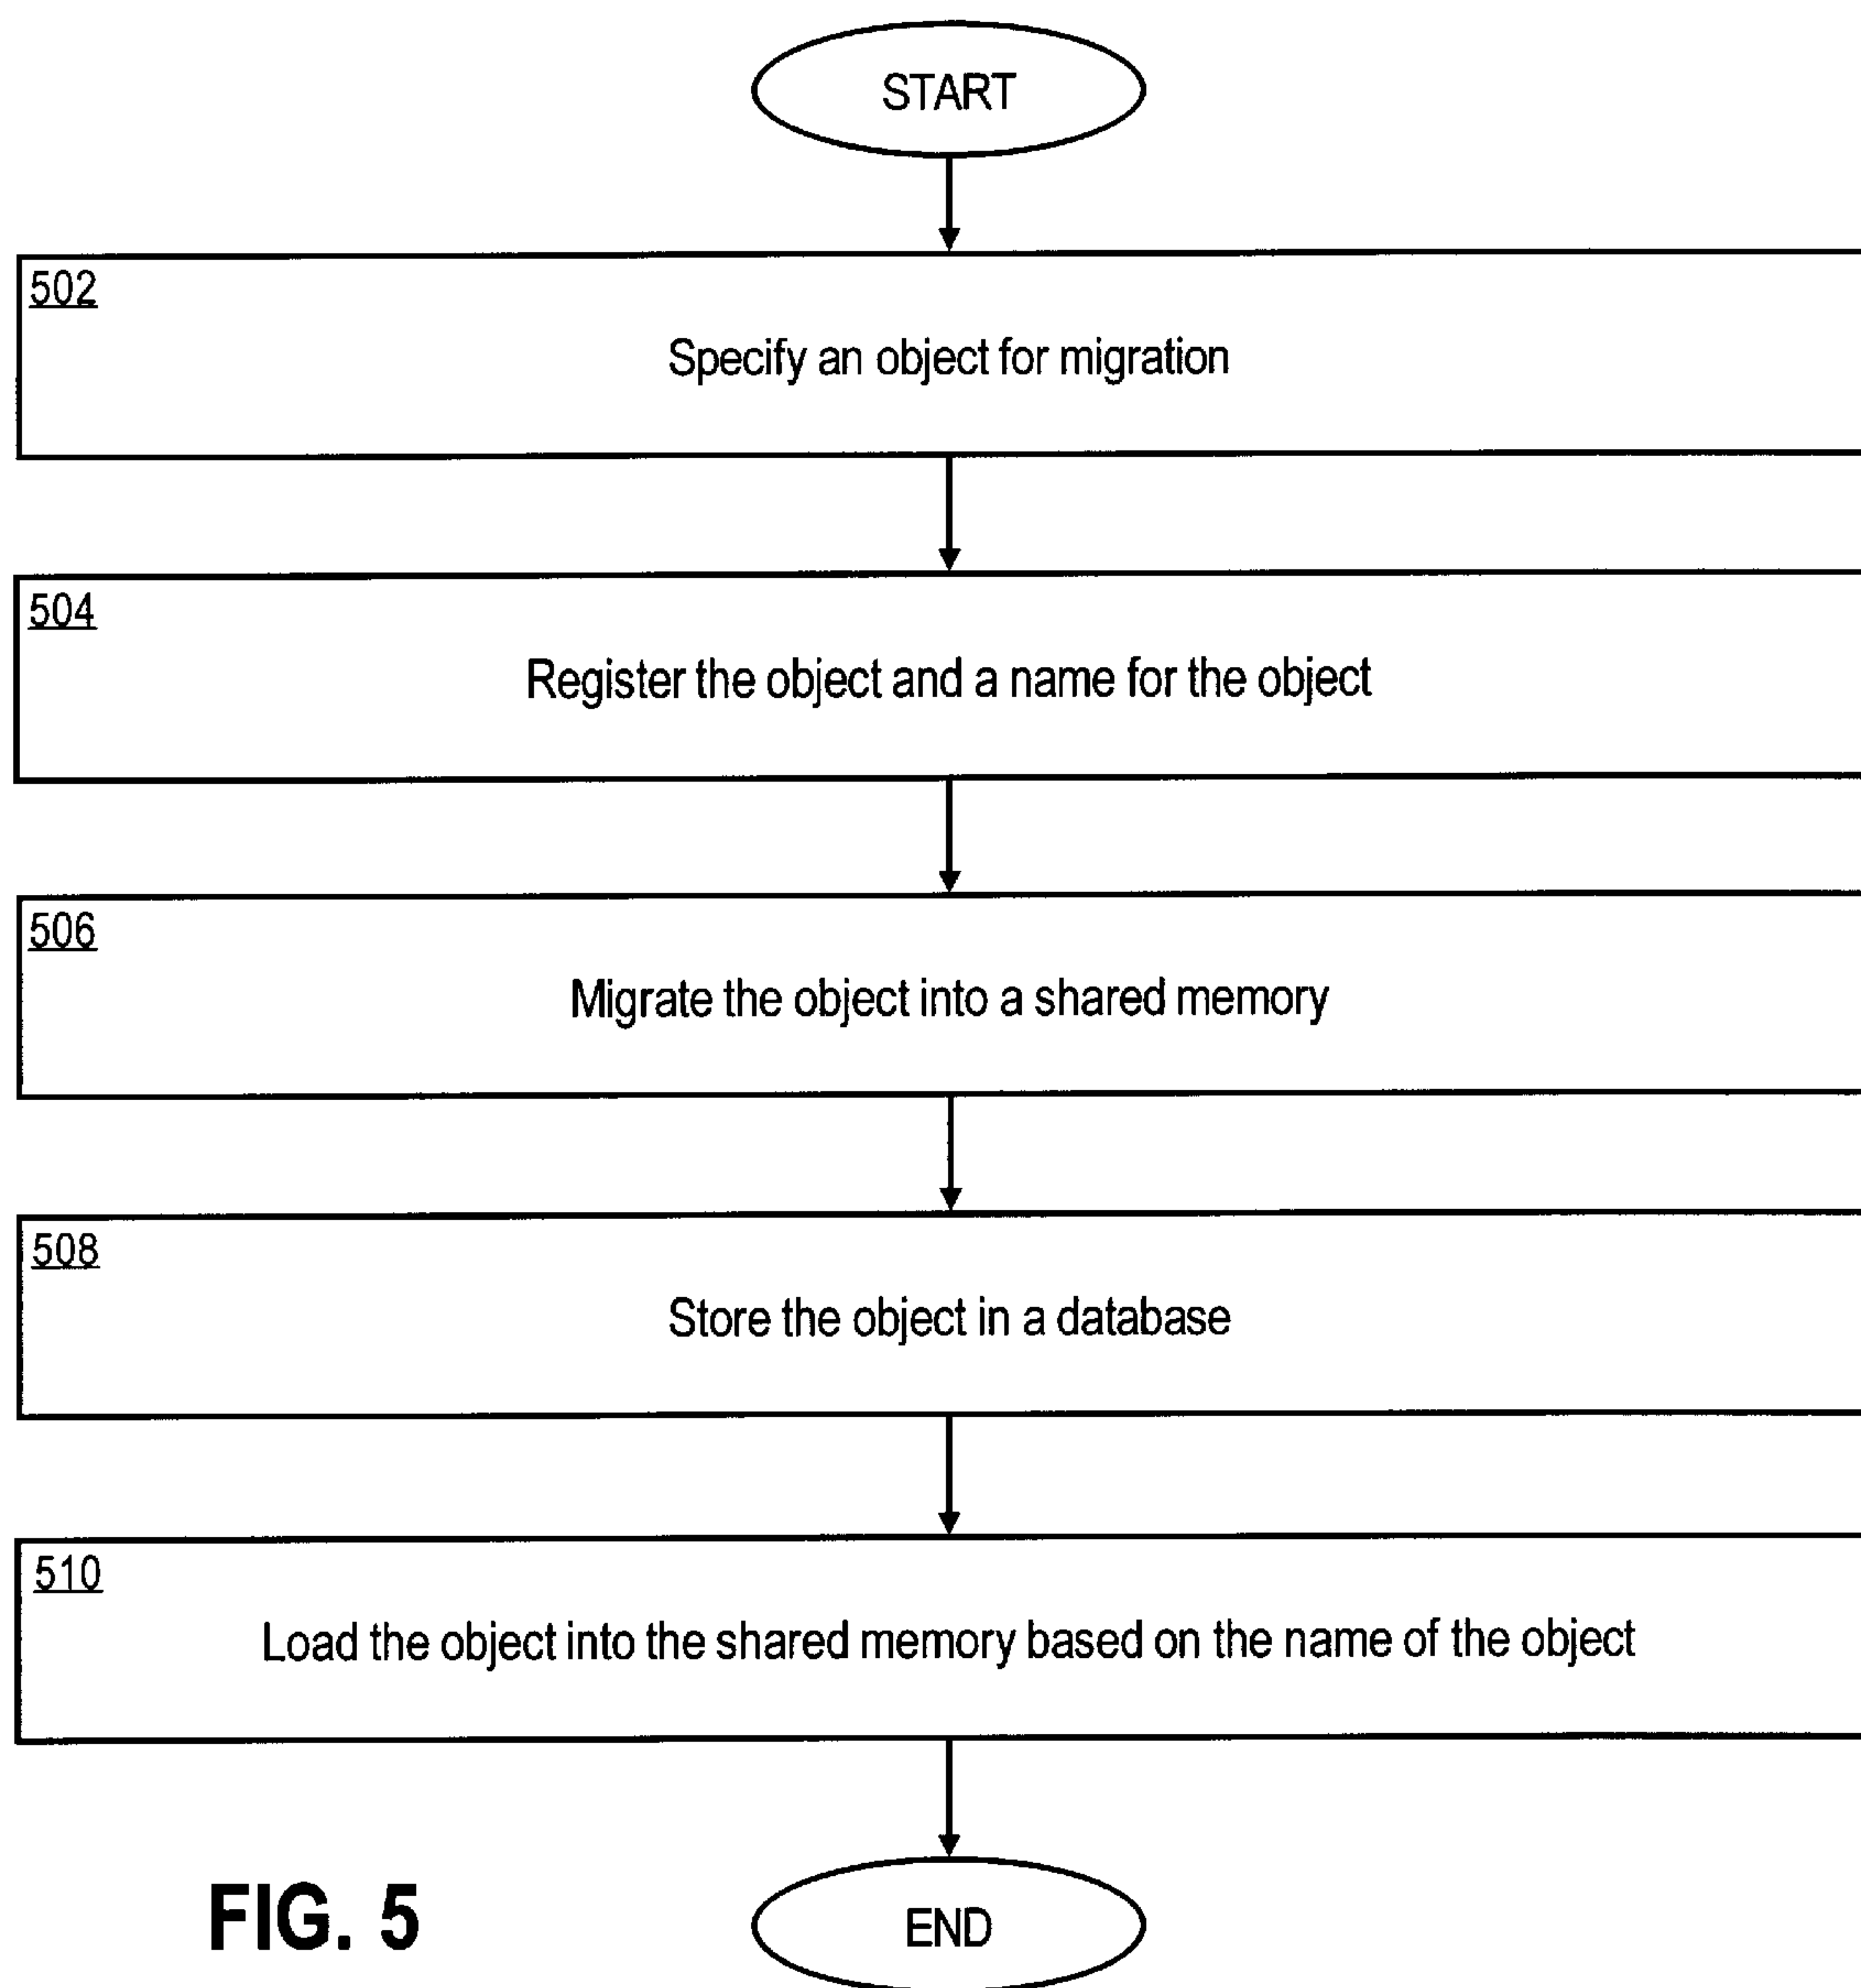 START
502
Specify an object for migration
504
Register the object and a name for the object
506
Migrate the object into a shared memory
508
Store the object in a database
510
Load the object into the shared memory based on the name of the object
FIG. 5
END